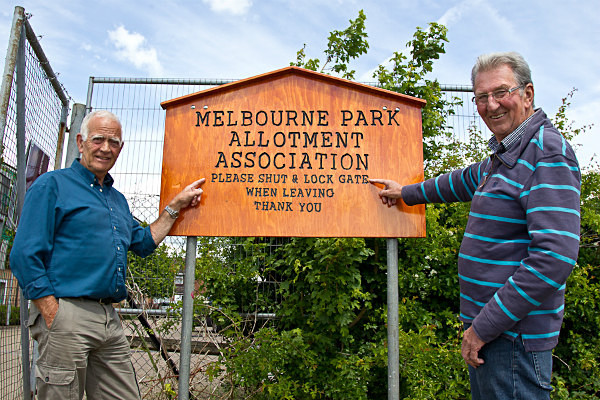 MELBOURNE PARK
ALLOTMENT
ASSOCIATION
PLEASE SHUT & LOCK GATE
WHEN LEAVING
THANK YOU